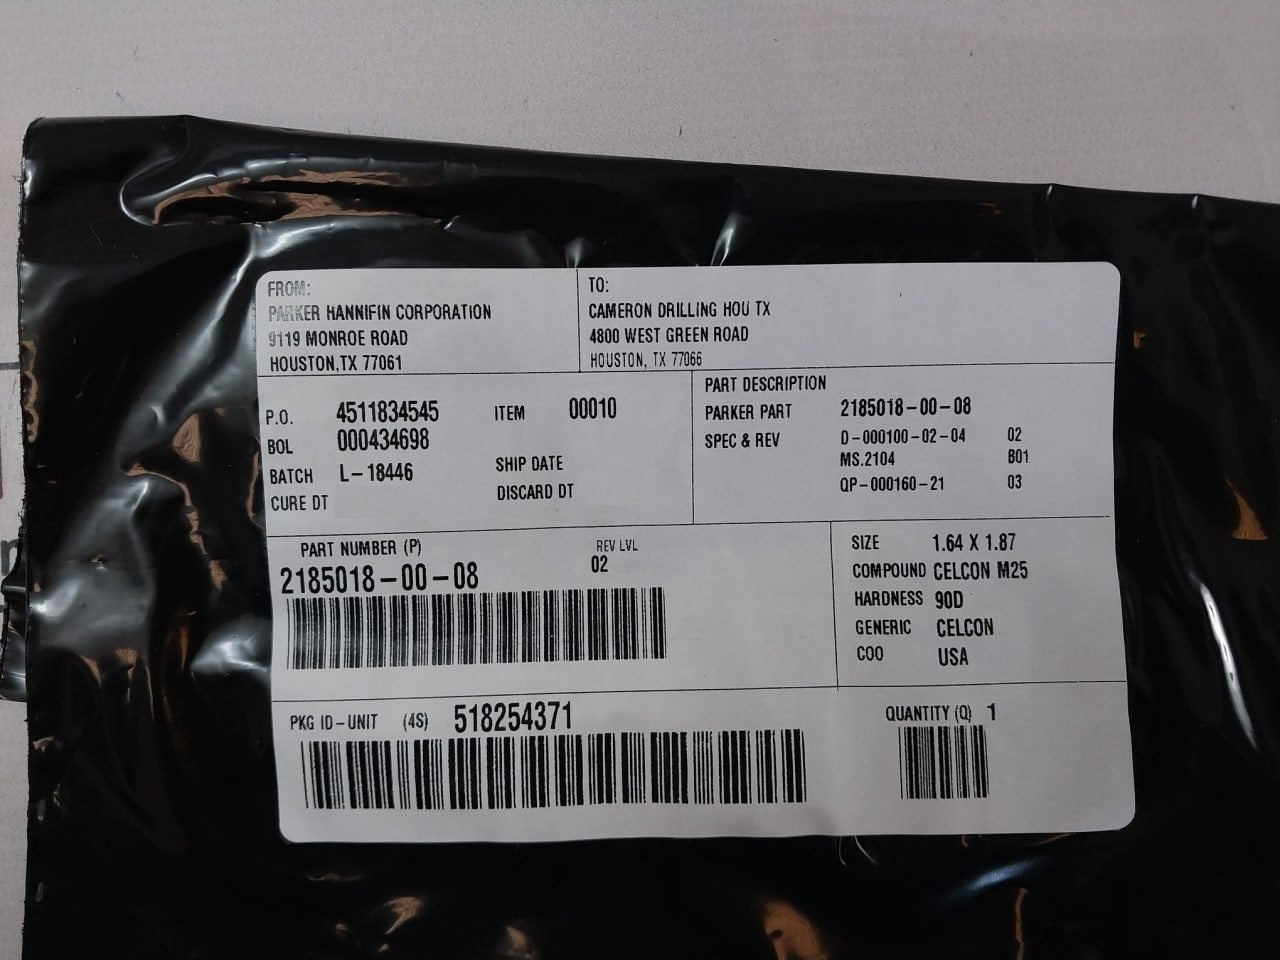 FROM:
PARKER HANNIFIN CORPORATION
9119 MONROE ROAD
HOUSTON,TX 77061
TO:
CAMERON DRILLING HOU TX
4800 WEST GREEN ROAD
HOUSTON, TX 77066
P.O. 4511834545 ITEM 00010
BOL 000434698
BATCH L-18446 SHIP DATE
CURE DT DISCARD DT
PART DESCRIPTION
PARKER PART 2185018-00-08
SPEC & REV D-000100-02-04 02
MS.2104 B01
QP-000160-21 03
PART NUMBER (P) REV LVL
2185018-00-08 02
SIZE 1.64 X 1.87
COMPOUND CELCON M25
HARDNESS 90D
GENERIC CELCON
COO USA
PKG ID-UNIT (4S) 518254371
QUANTITY (Q) 1